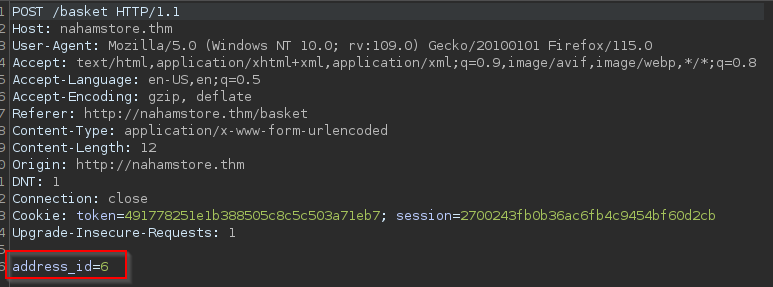 1 POST /basket HTTP/1.1
2 Host: nahamstore.thm
3 User-Agent: Mozilla/5.0 (Windows NT 10.0; rv:109.0) Gecko/20100101 Firefox/115.0
4 Accept: text/html,application/xhtml+xml,application/xml;q=0.9,image/avif,image/webp,*/*;q=0.8
5 Accept-Language: en-US,en;q=0.5
6 Accept-Encoding: gzip, deflate
7 Referer: http://nahamstore.thm/basket
8 Content-Type: application/x-www-form-urlencoded
9 Content-Length: 12
0 Origin: http://nahamstore.thm
1 DNT: 1
2 Connection: close
3 Cookie: token=491778251e1b388505c8c5c503a71eb7; session=2700243fb0b36ac6fb4c9454bf60d2cb
4 Upgrade-Insecure-Requests: 1
5
6 address_id=6